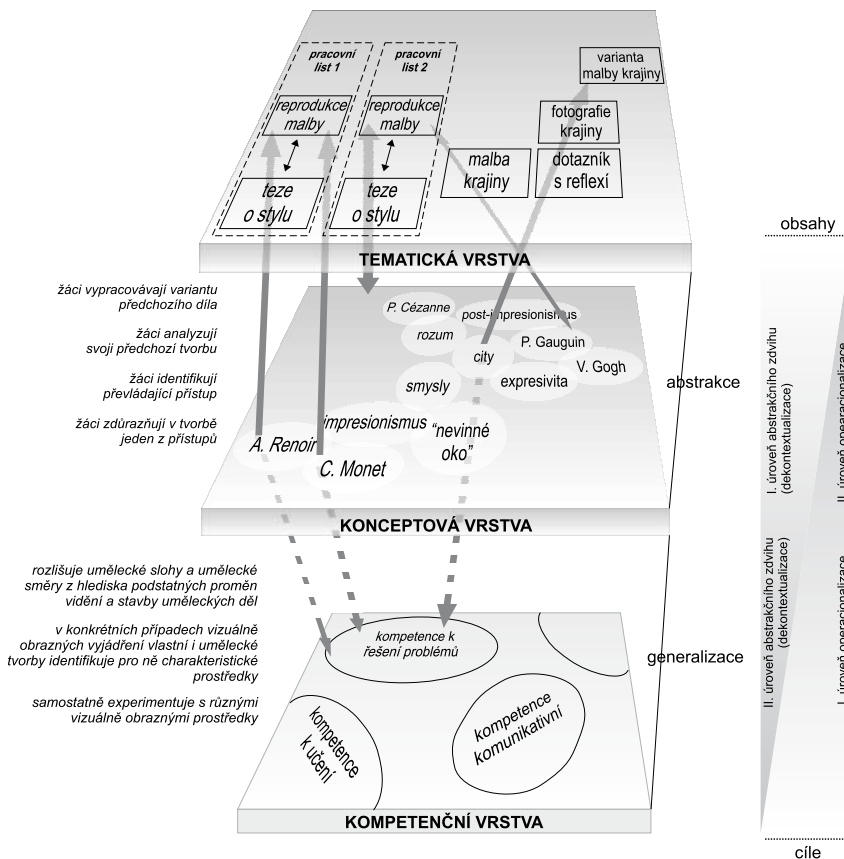 pracovní
list 1
pracovní
list 2
varianta
malby krajiny
reprodukce
malby
reprodukce
malby
fotografie
krajiny
malba
krajiny
dotazník
s reflexí
teze
o stylu
teze
o stylu
TEMATICKÁ VRSTVA
obsahy
žáci vypracovávají variantu
předchozího díla
žáci analyzují
svoji předchozí tvorbu
žáci identifikují
převládající přístup
žáci zdůrazňují v tvorbě
jeden z přístupů
P. Cézanne
post-impresionismus
rozum
P. Gauguin
city
V. Gogh
smysly
expresivita
abstrakce
impresionismus
"nevinné
oko"
A. Renoir
C. Monet
KONCEPTOVÁ VRSTVA
I. úroveň abstrakčního zdvihu
(dekontextualizace)
II. úroveň opearacionalizace
rozlišuje umělecké slohy a umělecké
směry z hlediska podstatných proměn
vidění a stavby uměleckých děl
v konkrétních případech vizuálně
obrazných vyjádření vlastní i umělecké
tvorby identifikuje pro ně charakteristické
prostředky
samostatně experimentuje s různými
vizuálně obraznými prostředky
kompetence k
řešení problémů
generalizace
kompetence
k učení
kompetence
komunikativní
KOMPETENČNÍ VRSTVA
II. úroveň abstrakčního zdvihu
(dekontextualizace)
I. úroveň operacionalizace
cíle